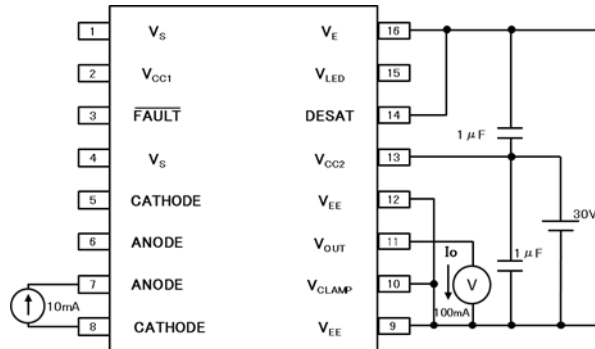 1 VS VE 16
2 VCC1 VLED 15
3 FAULT DESAT 14
1μF
4 VS VCC2 13
5 CATHODE VEE 12
30V
6 ANODE VOUT 11
Io
1μF
7 ANODE VCLAMP 10
V
10mA
100mA
8 CATHODE VEE 9